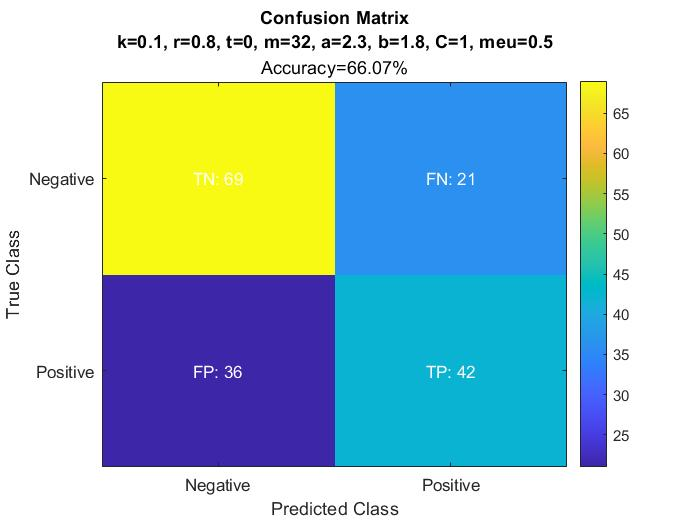 Confusion Matrix
k=0.1, r=0.8, t=0, m=32, a=2.3, b=1.8, C=1, meu=0.5
Accuracy=66.07%
True Class
Negative
Positive
TN: 69
FN: 21
FP: 36
TP: 42
Negative
Positive
Predicted Class
65
60
55
50
45
40
35
30
25